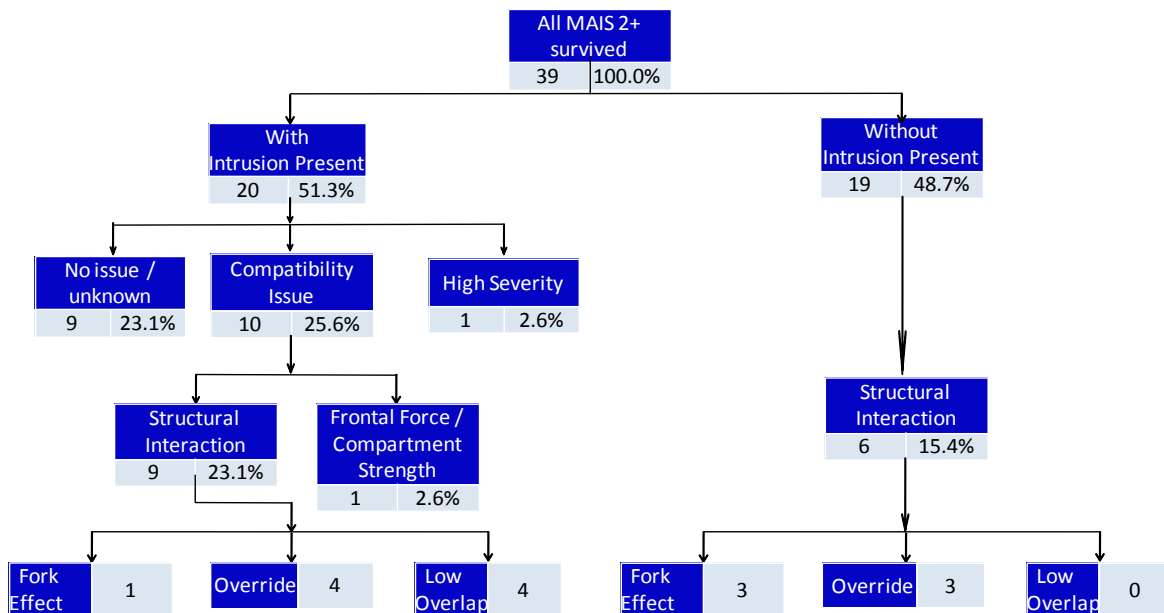 All MAIS 2+
survived
39 100.0%
With
Intrusion Present
20 51.3%
Without
Intrusion Present
19 48.7%
No issue /
unknown
9 23.1%
Compatibility
Issue
10 25.6%
High Severity
1 2.6%
Structural
Interaction
9 23.1%
Frontal Force /
Compartment
Strength
1 2.6%
Structural
Interaction
6 15.4%
Fork
Effect
1
Override
4
Low
Overlap
4
Fork
Effect
3
Override
3
Low
Overlap
0